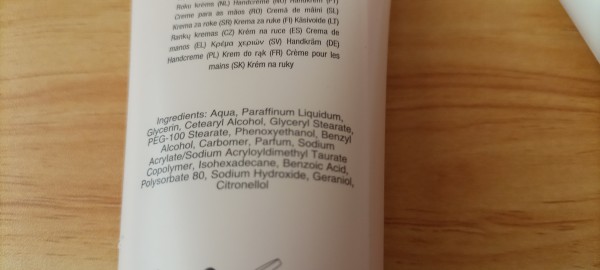 Roku krēms (NL) Handcrème (NO) Håndkrem (PT)
Creme para as mãos (RO) Cremă de mâini (SL)
Krema za roke (SR) Krema za ruke (FI) Käsivoide (LT)
Rankų kremas (CZ) Krém na ruce (ES) Crema de
manos (EL) Κρέμα χεριών (SV) Handkräm (DE)
Handcreme (PL) Krem do rąk (FR) Crème pour les
mains (SK) Krém na ruky
Ingredients: Aqua, Paraffinum Liquidum,
Glycerin, Cetearyl Alcohol, Glyceryl Stearate,
PEG-100 Stearate, Phenoxyethanol, Benzyl
Alcohol, Carbomer, Parfum, Sodium
Acrylate/Sodium Acryloyldimethyl Taurate
Copolymer, Isohexadecane, Benzoic Acid,
Polysorbate 80, Sodium Hydroxide, Geraniol,
Citronellol